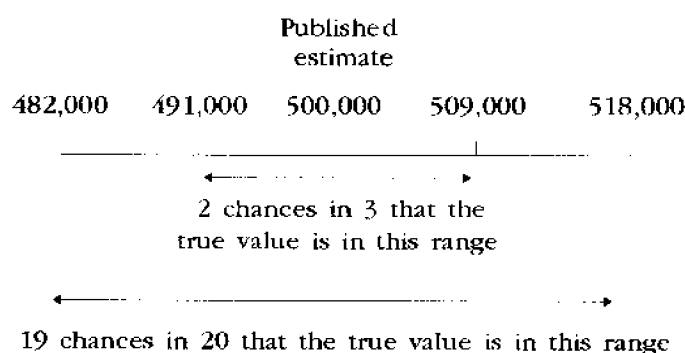 Published
estimate
482,000 491,000 500,000 509,000 518,000
2 chances in 3 that the
true value is in this range
19 chances in 20 that the true value is in this range